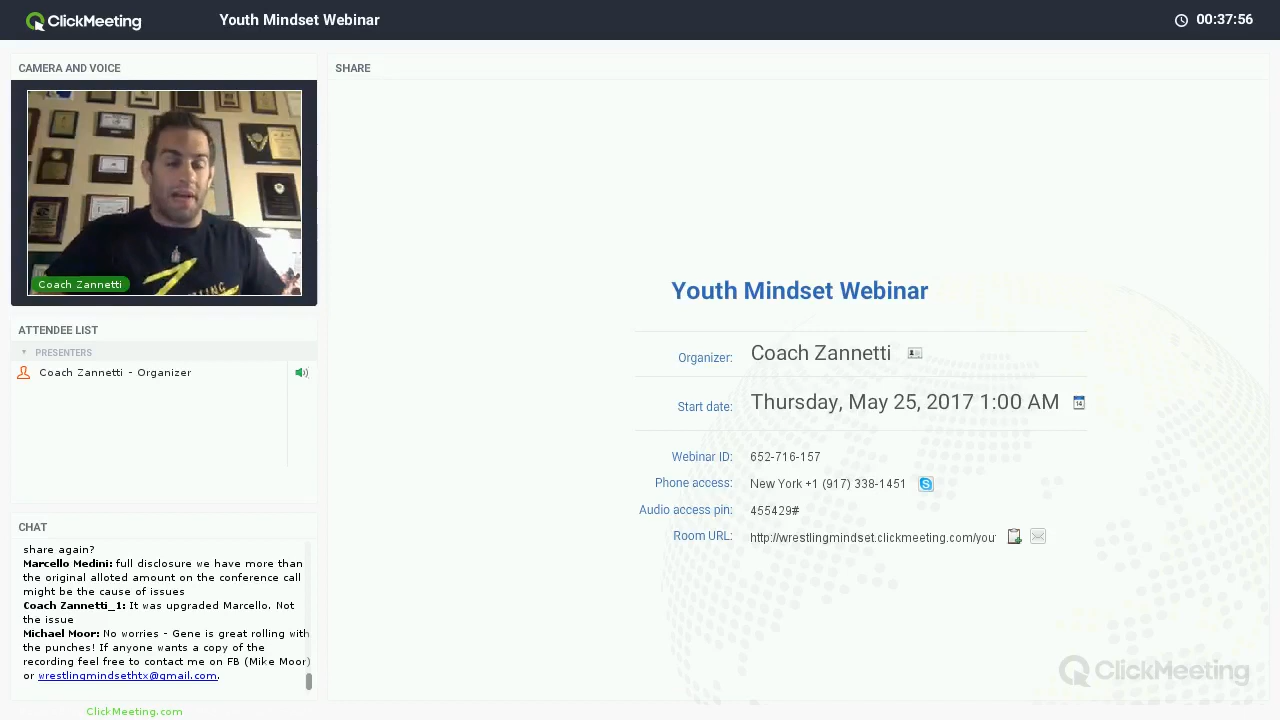 ClickMeeting
Youth Mindset Webinar
00:37:56
CAMERA AND VOICE
Coach Zannetti
ATTENDEE LIST
PRESENTERS
Coach Zannetti - Organizer
CHAT
share again?
Marcello Medini: full disclosure we have more than
the original alloted amount on the conference call
might be the cause of issues
Coach Zannetti_1: It was upgraded Marcello. Not
the issue
Michael Moor: No worries - Gene is great rolling with
the punches! If anyone wants a copy of the
recording feel free to contact me on FB (Mike Moor)
or wrestlingmindsethtx@gmail.com.
ClickMeeting.com
SHARE
Youth Mindset Webinar
Organizer: Coach Zannetti
Start date: Thursday, May 25, 2017 1:00 AM
14
Webinar ID: 652-716-157
Phone access: New York +1 (917) 338-1451
Audio access pin: 455429#
Room URL: http://wrestlingmindset.clickmeeting.com/you
ClickMeeting